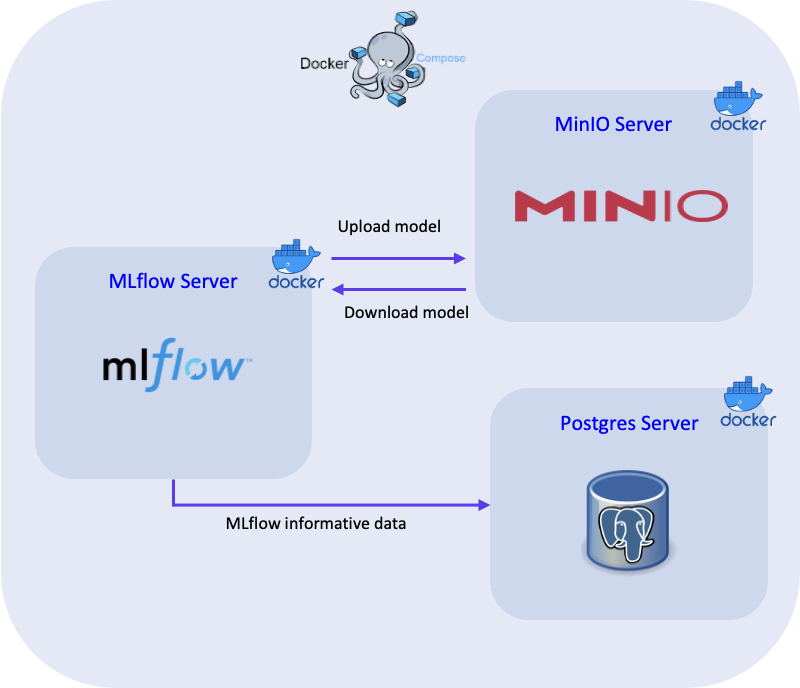 Docker
Compose
docker
MinIO Server
MINIO
Upload model
docker
MLflow Server
Download model
mlflow™
docker
Postgres Server
MLflow informative data